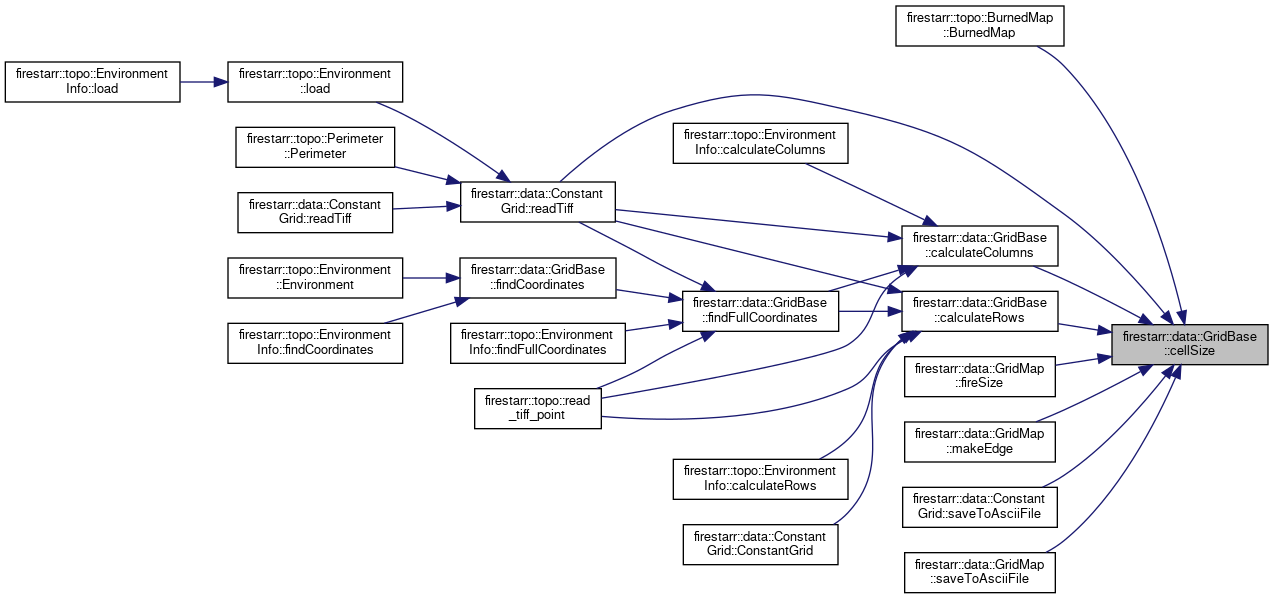 firestarr::topo::BurnedMap
::BurnedMap
firestarr::topo::Environment
Info::load
firestarr::topo::Environment
::load
firestarr::topo::Perimeter
::Perimeter
firestarr::topo::Environment
Info::calculateColumns
firestarr::data::Constant
Grid::readTiff
firestarr::data::Constant
Grid::readTiff
firestarr::data::GridBase
::calculateColumns
firestarr::topo::Environment
::Environment
firestarr::data::GridBase
::findCoordinates
firestarr::data::GridBase
::findFullCoordinates
firestarr::data::GridBase
::calculateRows
firestarr::topo::Environment
Info::findCoordinates
firestarr::topo::Environment
Info::findFullCoordinates
firestarr::data::GridBase
::cellSize
firestarr::data::GridMap
::fireSize
firestarr::topo::read
_tiff_point
firestarr::data::GridMap
::makeEdge
firestarr::topo::Environment
Info::calculateRows
firestarr::data::Constant
Grid::saveToAsciiFile
firestarr::data::Constant
Grid::ConstantGrid
firestarr::data::GridMap
::saveToAsciiFile